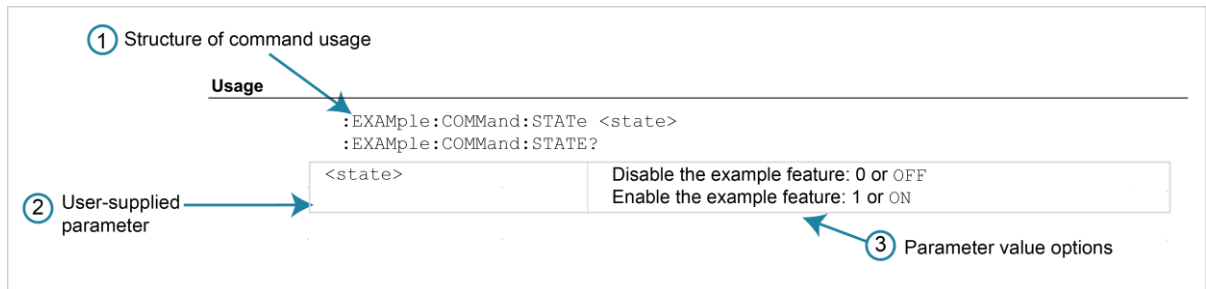 1 Structure of command usage
Usage
:EXAMple:COMMand:STATe <state>
:EXAMple:COMMand:STATE?
<state>
Disable the example feature: 0 or OFF
Enable the example feature: 1 or ON
2 User-supplied
parameter
3 Parameter value options